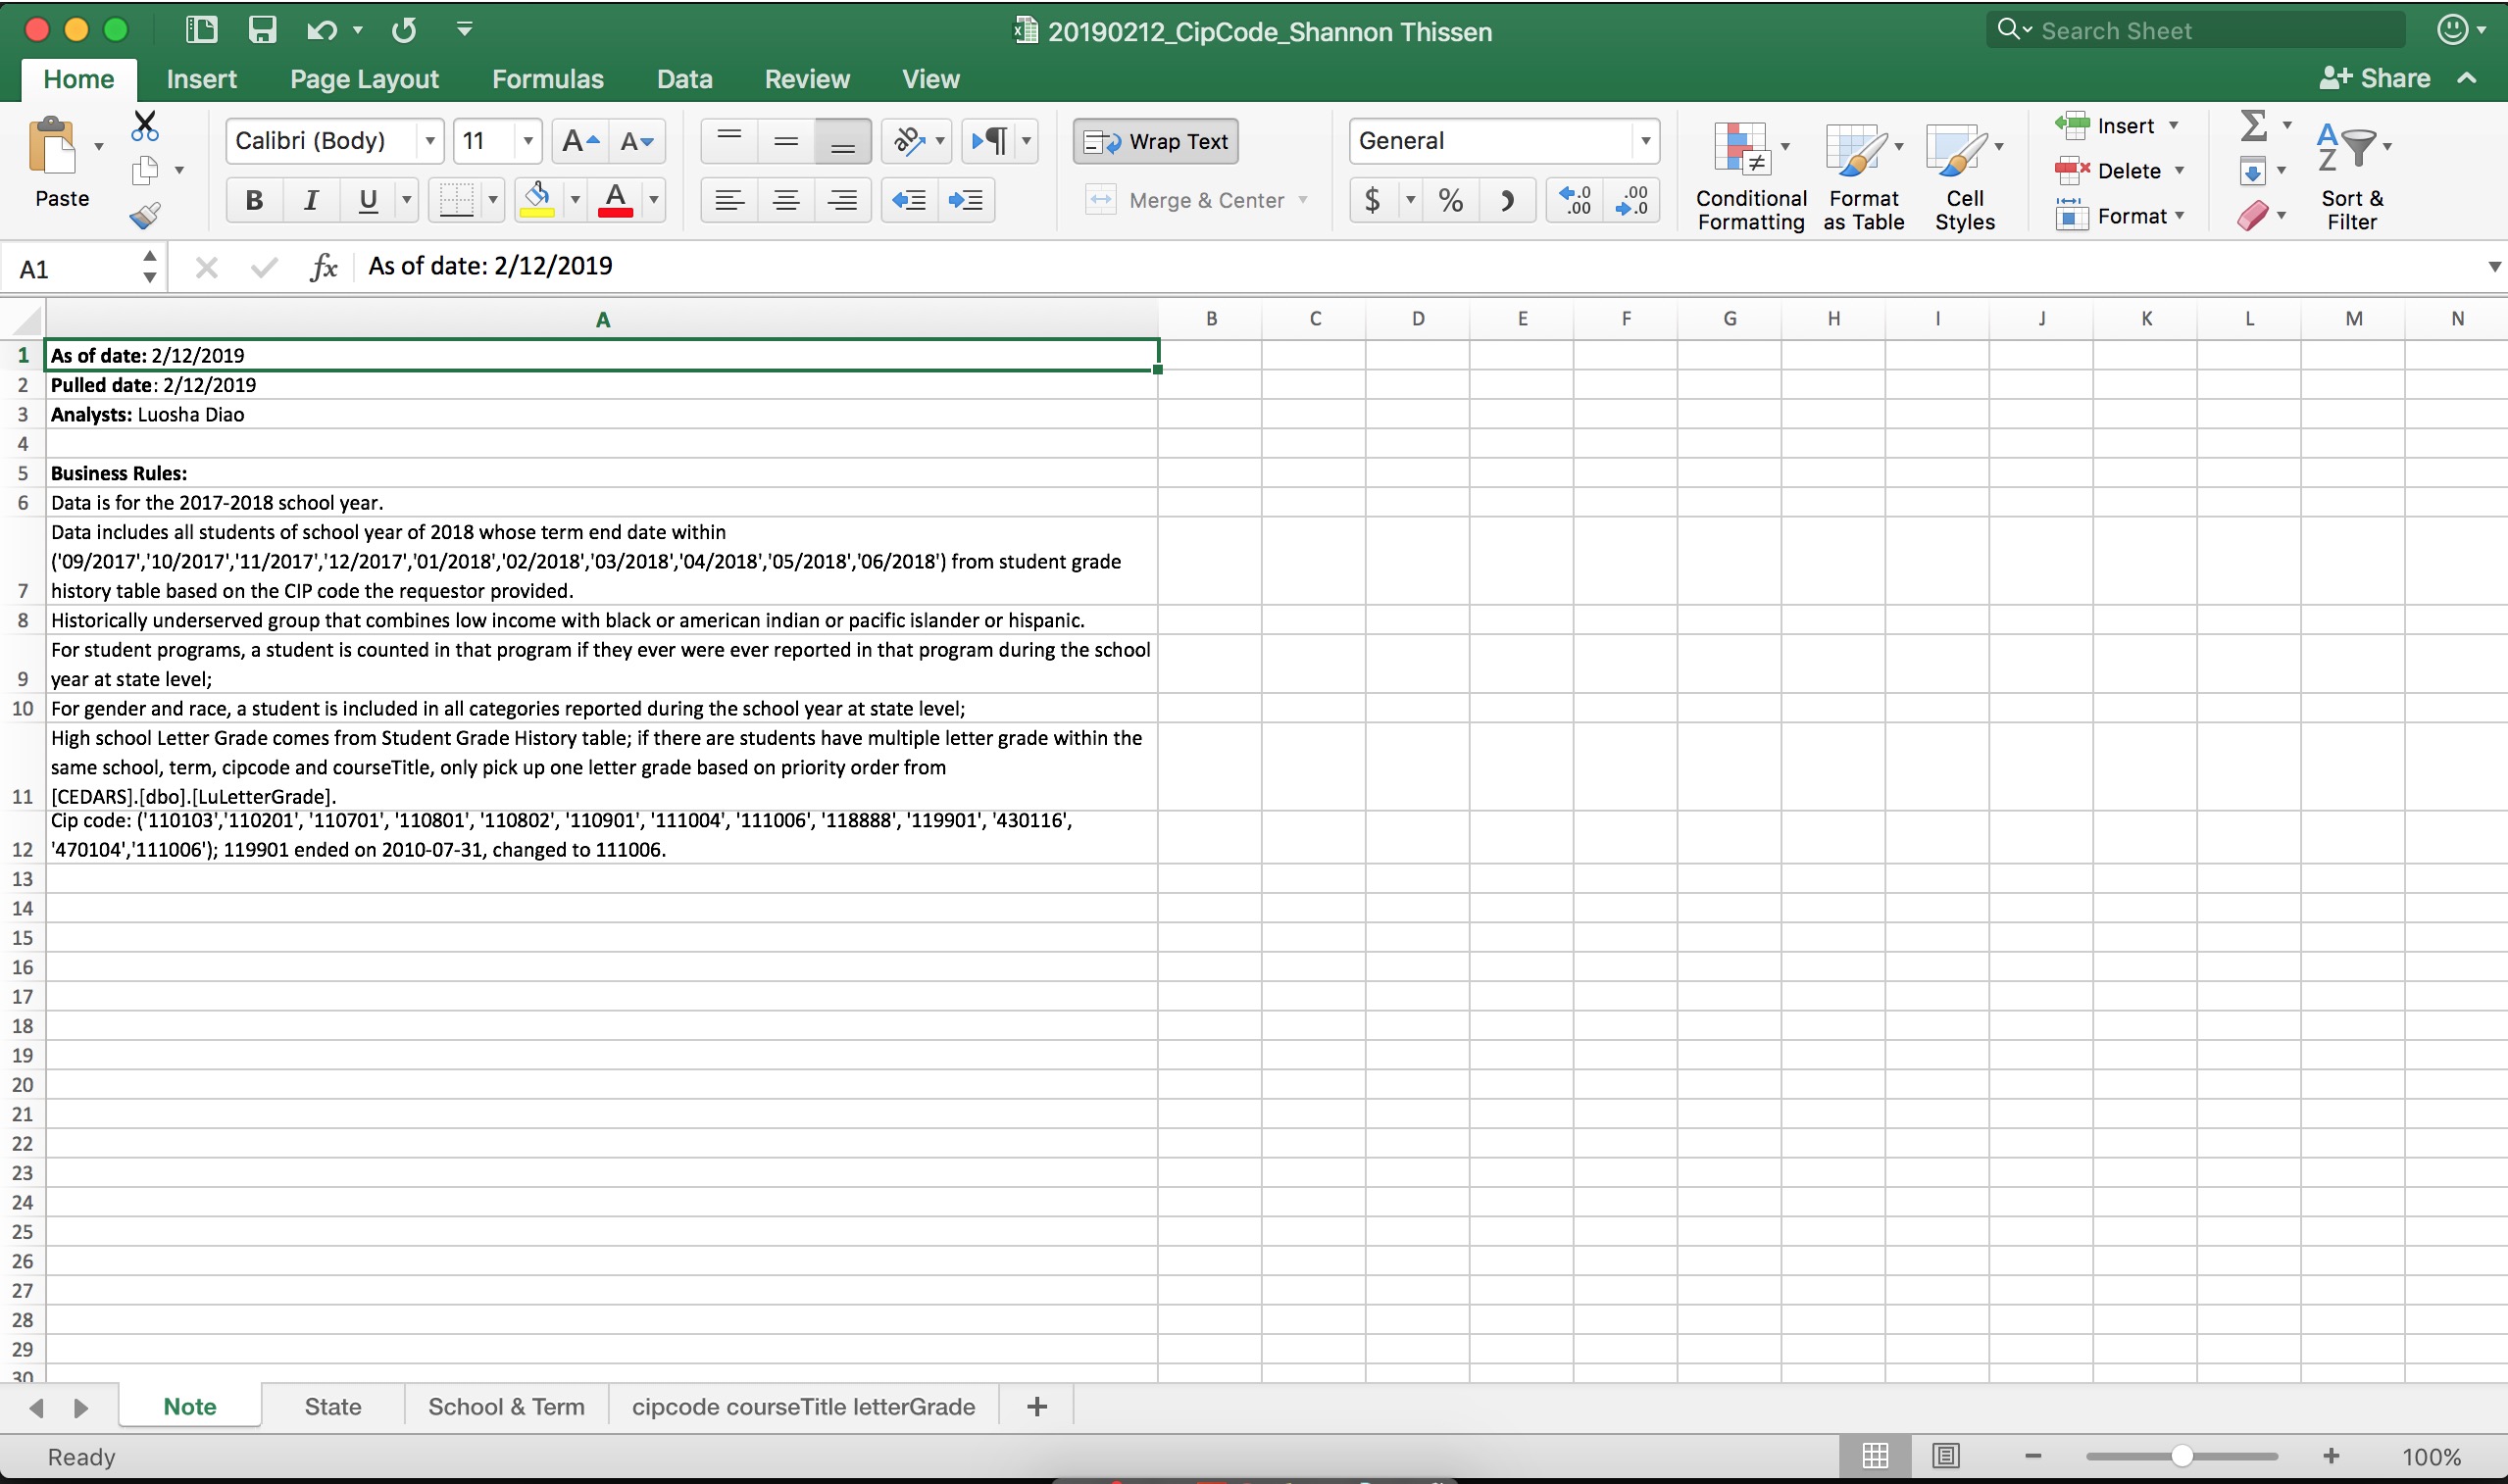 20190212_CipCode_Shannon Thissen
Search Sheet
Home Insert Page Layout Formulas Data Review View
Share
Paste
Calibri (Body) 11
Wrap Text
Merge & Center
General
Conditional Formatting
Format as Table
Cell Styles
Insert
Delete
Format
Sort & Filter
A1 fx As of date: 2/12/2019
A B C D E F G H I J K L M N
1 As of date: 2/12/2019
2 Pulled date: 2/12/2019
3 Analysts: Luosha Diao
4
5 Business Rules:
6 Data is for the 2017-2018 school year.
Data includes all students of school year of 2018 whose term end date within
('09/2017','10/2017','11/2017','12/2017','01/2018','02/2018','03/2018','04/2018','05/2018','06/2018') from student grade
7 history table based on the CIP code the requestor provided.
8 Historically underserved group that combines low income with black or american indian or pacific islander or hispanic.
For student programs, a student is counted in that program if they ever were ever reported in that program during the school
9 year at state level;
10 For gender and race, a student is included in all categories reported during the school year at state level;
High school Letter Grade comes from Student Grade History table; if there are students have multiple letter grade within the
same school, term, cipcode and courseTitle, only pick up one letter grade based on priority order from
11 [CEDARS].[dbo].[LuLetterGrade].
Cip code: ('110103','110201', '110701', '110801', '110802', '110901', '111004', '111006', '118888', '119901', '430116',
12 '470104','111006'); 119901 ended on 2010-07-31, changed to 111006.
13
14
15
16
17
18
19
20
21
22
23
24
25
26
27
28
29
30
Note State School & Term cipcode courseTitle letterGrade +
Ready
100%